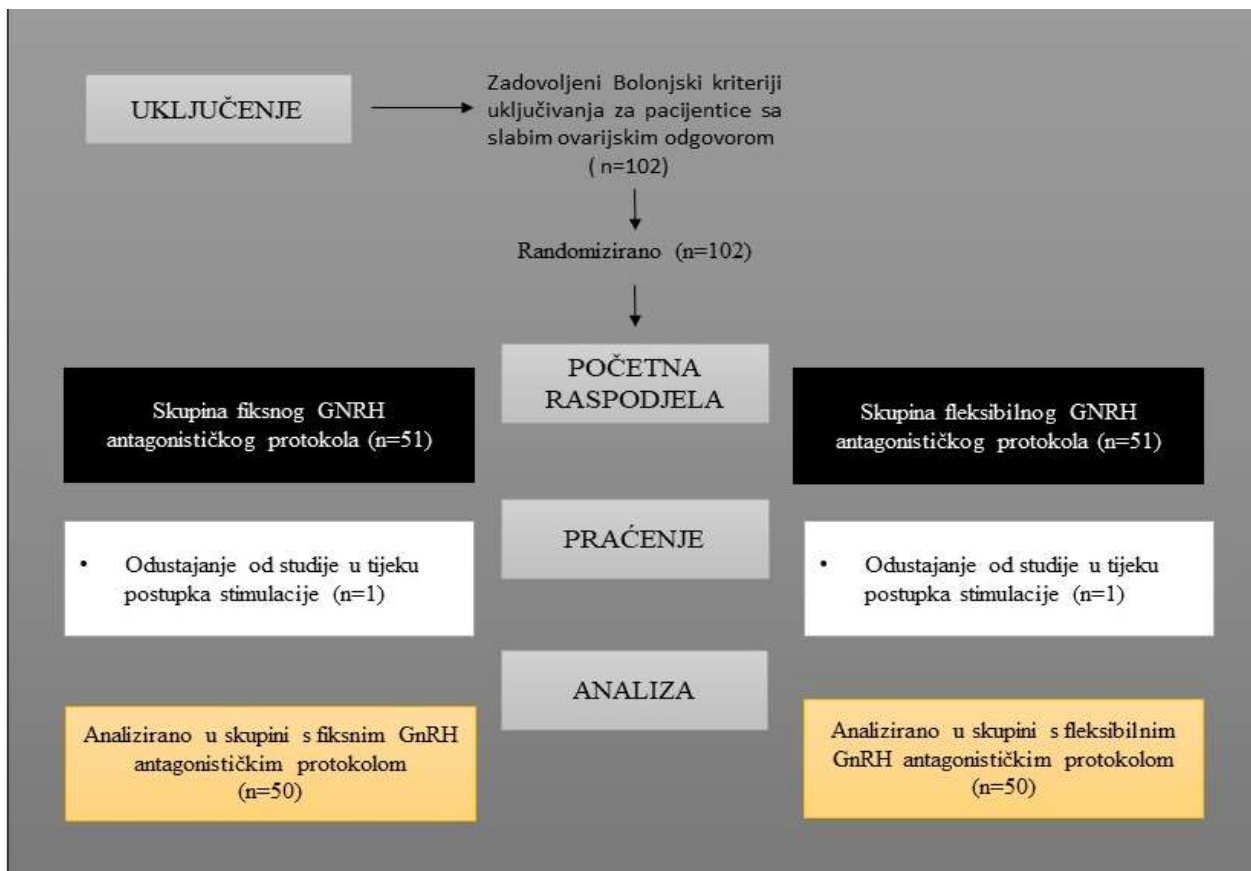 UKLJUČENJE
Zadovoljeni Bolonjski kriteriji
uključivanja za pacijentice sa
slabim ovarijskim odgovorom
( n=102)
Randomizirano (n=102)
POČETNA
RASPODJELA
Skupina fiksnog GNRH
antagonističkog protokola (n=51)
Skupina fleksibilnog GNRH
antagonističkog protokola (n=51)
PRAĆENJE
• Odustajanje od studije u tijeku
postupka stimulacije (n=1)
• Odustajanje od studije u tijeku
postupka stimulacije (n=1)
ANALIZA
Analizirano u skupini s fiksnim GnRH
antagonističkim protokolom
(n=50)
Analizirano u skupini s fleksibilnim
GnRH antagonističkim protokolom
(n=50)